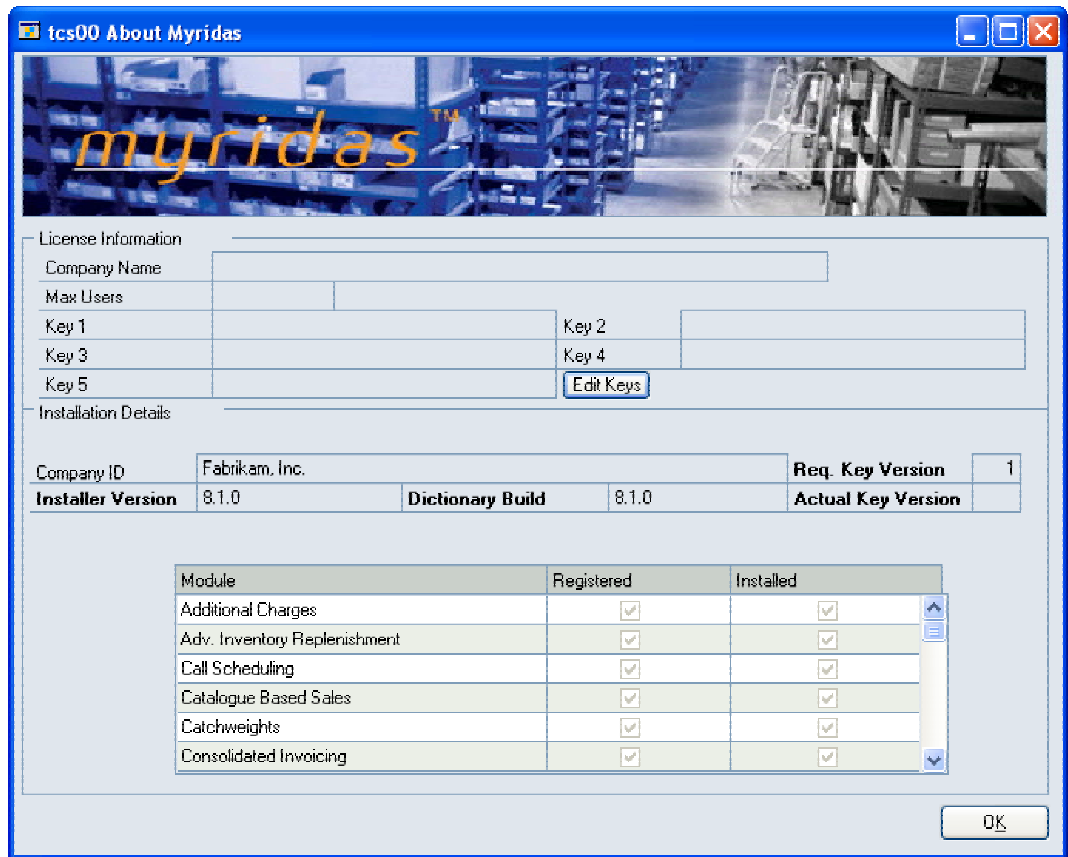 tcs00 About Myridas
myridas™
License Information
Company Name
Max Users
Key 1 Key 2
Key 3 Key 4
Key 5 Edit Keys
Installation Details
Company ID Fabrikam, Inc. Req. Key Version 1
Installer Version 8.1.0 Dictionary Build 8.1.0 Actual Key Version
Module Registered Installed
Additional Charges
Adv. Inventory Replenishment
Call Scheduling
Catalogue Based Sales
Catchweights
Consolidated Invoicing
OK